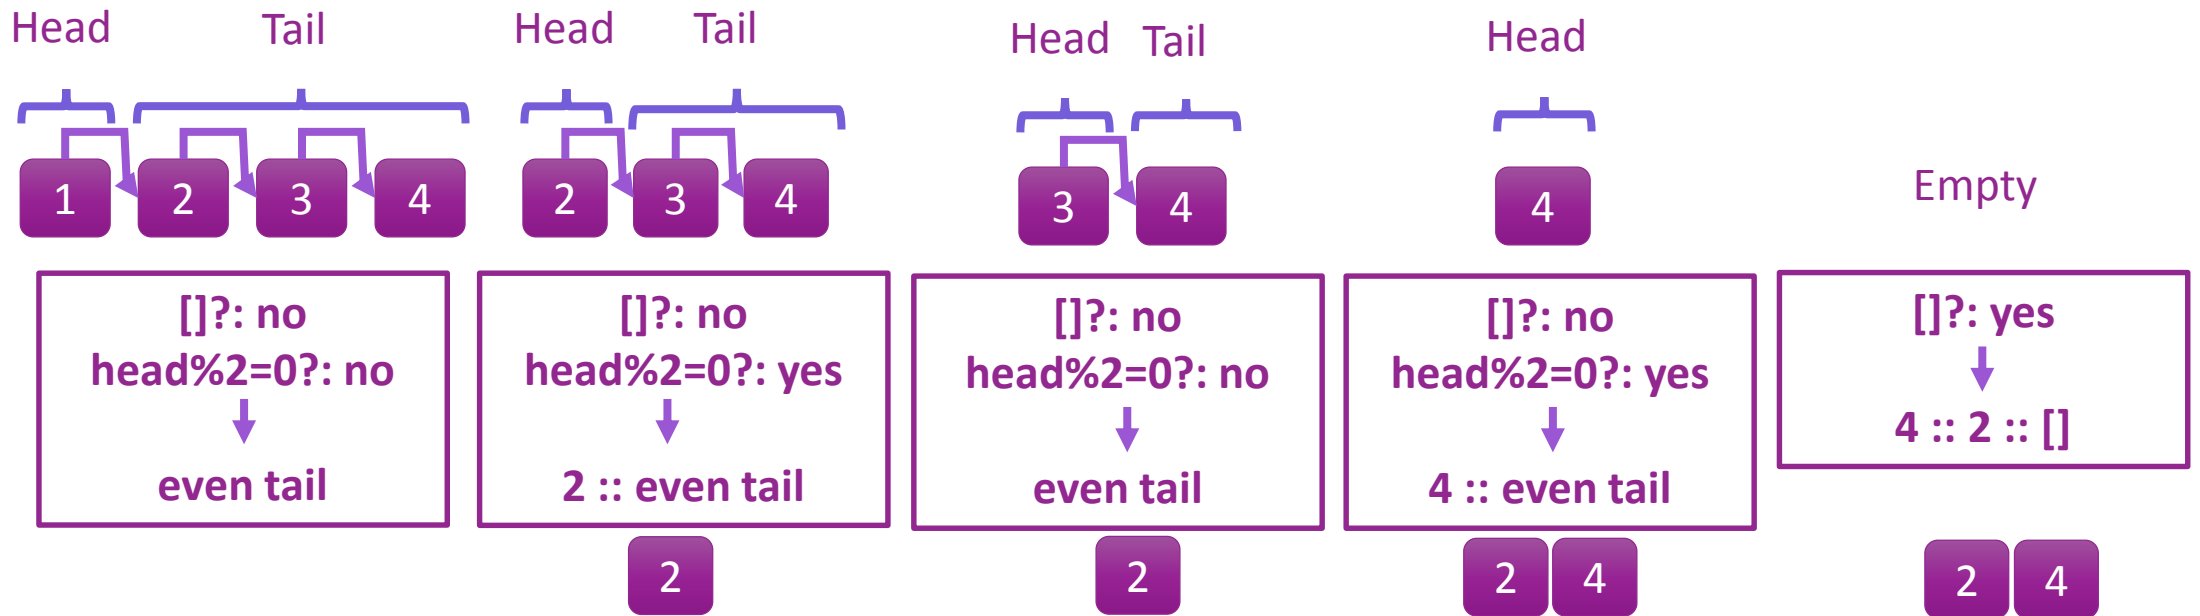 Head Tail
1 2 3 4
[]?: no
head%2=0?: no
even tail
Head Tail
2 3 4
[]?: no
head%2=0?: yes
2 :: even tail
2
Head Tail
3 4
[]?: no
head%2=0?: no
even tail
2
Head
4
[]?: no
head%2=0?: yes
4 :: even tail
2 4
Empty
[]?: yes
4 :: 2 :: []
2 4